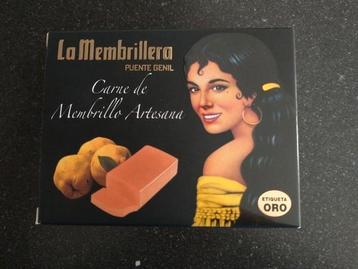 La Membrillera
PUENTE GENIL
Carne de
Membrillo Artesana
ETIQUETA
ORO